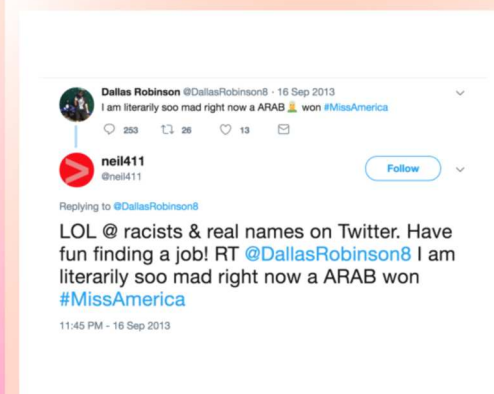 Dallas Robinson @DallasRobinson8 · 16 Sep 2013
I am literarily soo mad right now a ARAB won #MissAmerica
253 26 13
neil411
@neil411
Follow
Replying to @DallasRobinson8
LOL @ racists & real names on Twitter. Have
fun finding a job! RT @DallasRobinson8 I am
literarily soo mad right now a ARAB won
#MissAmerica
11:45 PM - 16 Sep 2013